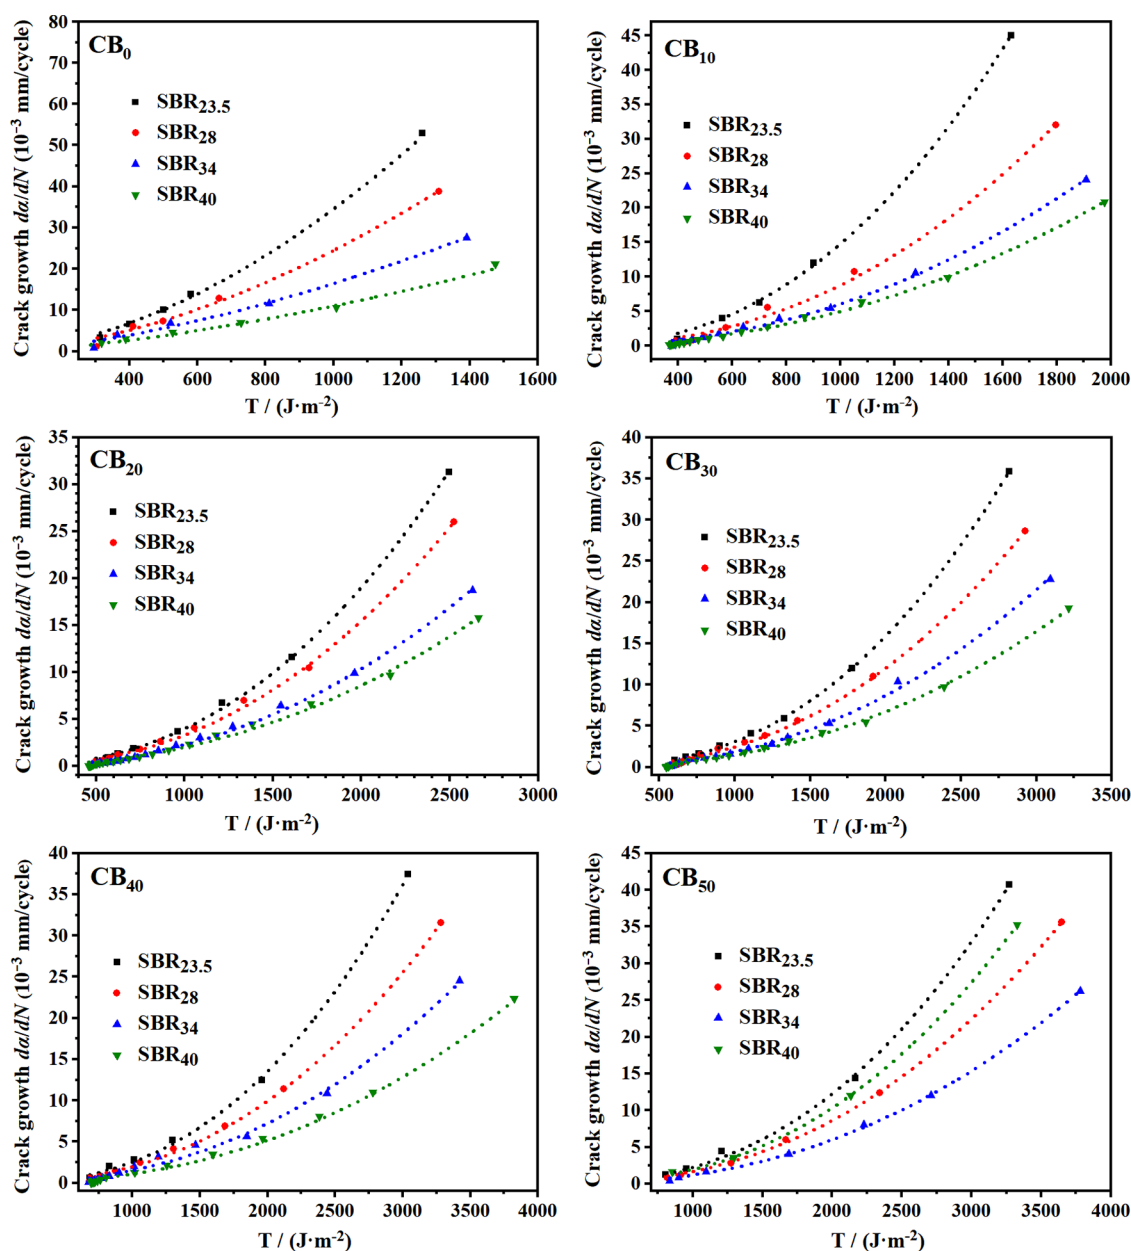 Crack growth da/dN (10⁻³ mm/cycle)
80
70
60
50
40
30
20
10
0
CB₀
SBR₂₃.₅
SBR₂₈
SBR₃₄
SBR₄₀
400 600 800 1000 1200 1400 1600
T / (J·m⁻²)
Crack growth da/dN (10⁻³ mm/cycle)
45
40
35
30
25
20
15
10
5
0
CB₁₀
SBR₂₃.₅
SBR₂₈
SBR₃₄
SBR₄₀
400 600 800 1000 1200 1400 1600 1800 2000
T / (J·m⁻²)
Crack growth da/dN (10⁻³ mm/cycle)
35
30
25
20
15
10
5
0
CB₂₀
SBR₂₃.₅
SBR₂₈
SBR₃₄
SBR₄₀
500 1000 1500 2000 2500 3000
T / (J·m⁻²)
Crack growth da/dN (10⁻³ mm/cycle)
40
35
30
25
20
15
10
5
0
CB₃₀
SBR₂₃.₅
SBR₂₈
SBR₃₄
SBR₄₀
500 1000 1500 2000 2500 3000 3500
T / (J·m⁻²)
Crack growth da/dN (10⁻³ mm/cycle)
40
35
30
25
20
15
10
5
0
CB₄₀
SBR₂₃.₅
SBR₂₈
SBR₃₄
SBR₄₀
1000 1500 2000 2500 3000 3500 4000
T / (J·m⁻²)
Crack growth da/dN (10⁻³ mm/cycle)
45
40
35
30
25
20
15
10
5
0
CB₅₀
SBR₂₃.₅
SBR₂₈
SBR₃₄
SBR₄₀
1000 1500 2000 2500 3000 3500 4000
T / (J·m⁻²)